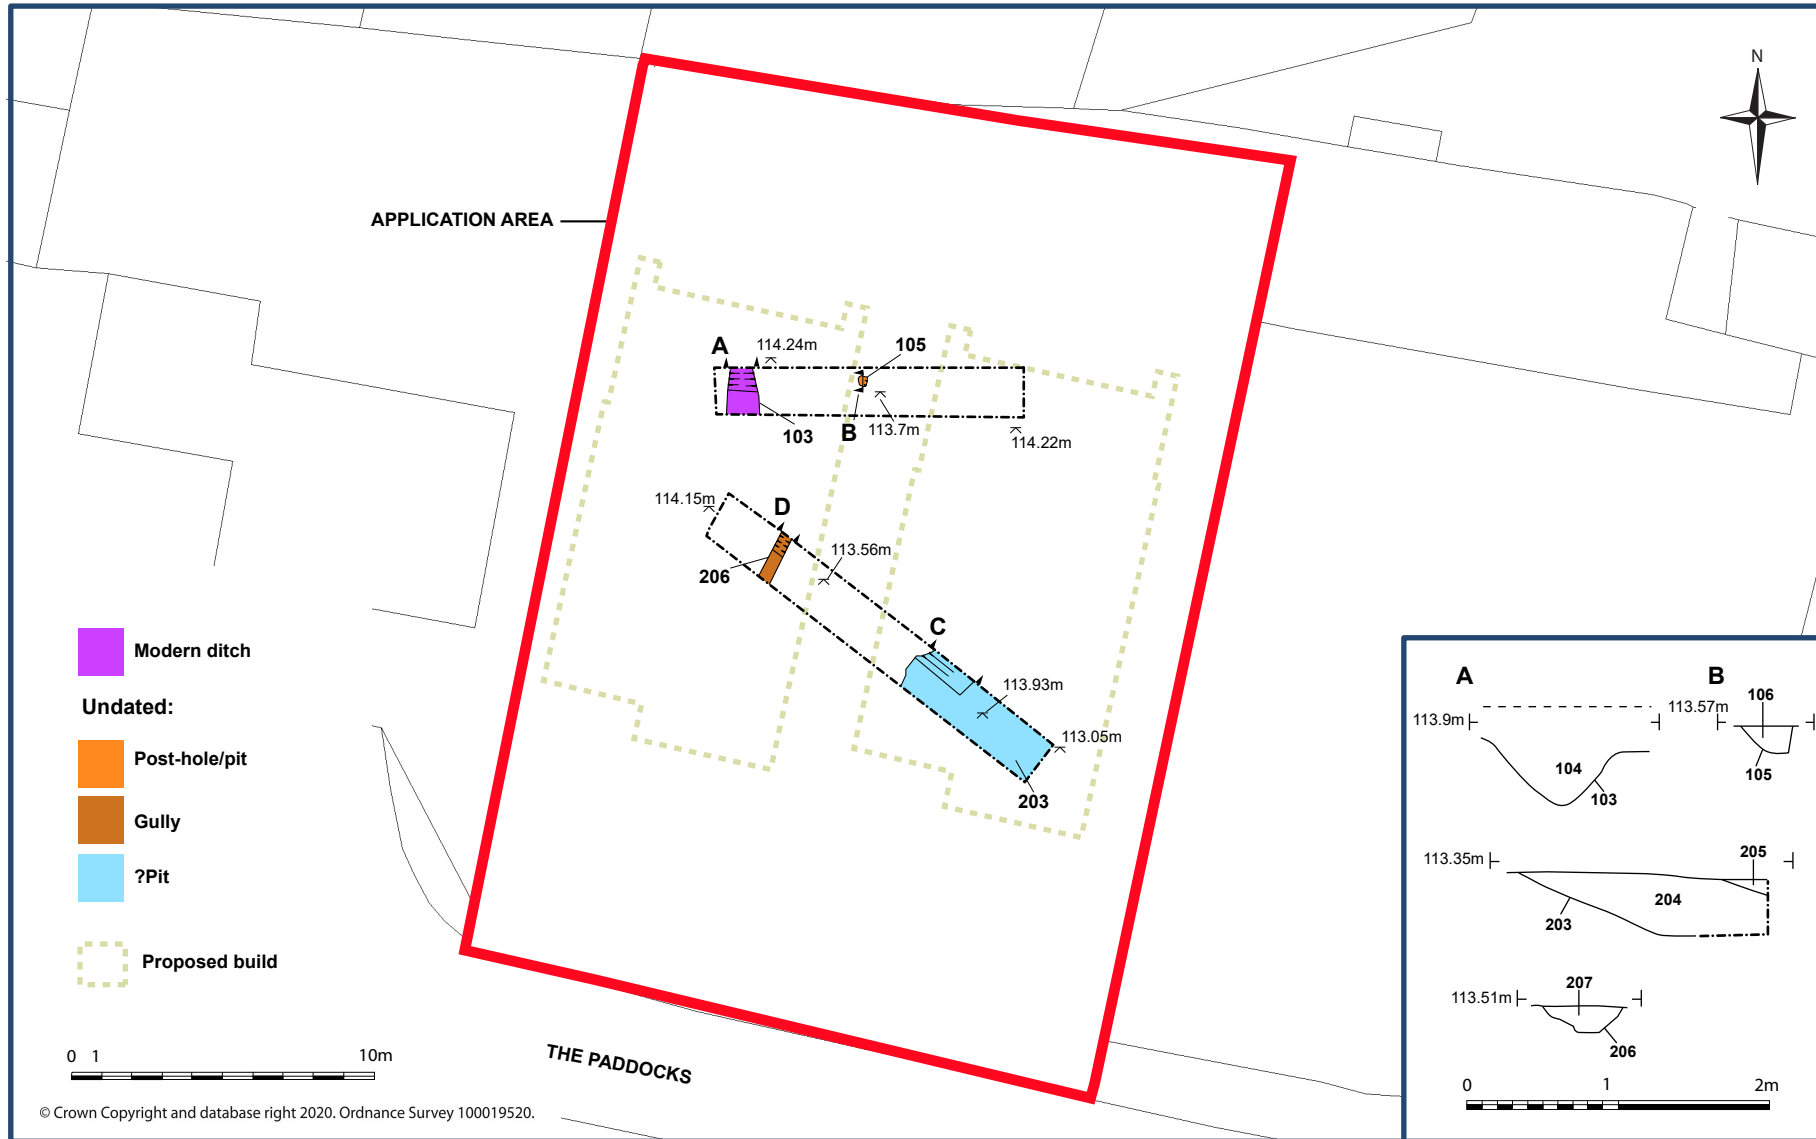 N
APPLICATION AREA
A
114.24m
105
103
B
113.7m
114.22m
114.15m
D
113.56m
206
C
113.93m
113.05m
203
Modern ditch
Undated:
Post-hole/pit
Gully
?Pit
Proposed build
0 1 10m
THE PADDOCKS
© Crown Copyright and database right 2020. Ordnance Survey 100019520.
A
113.9m
104
103
B
106
113.57m
105
113.35m
205
204
203
207
113.51m
206
0 1 2m